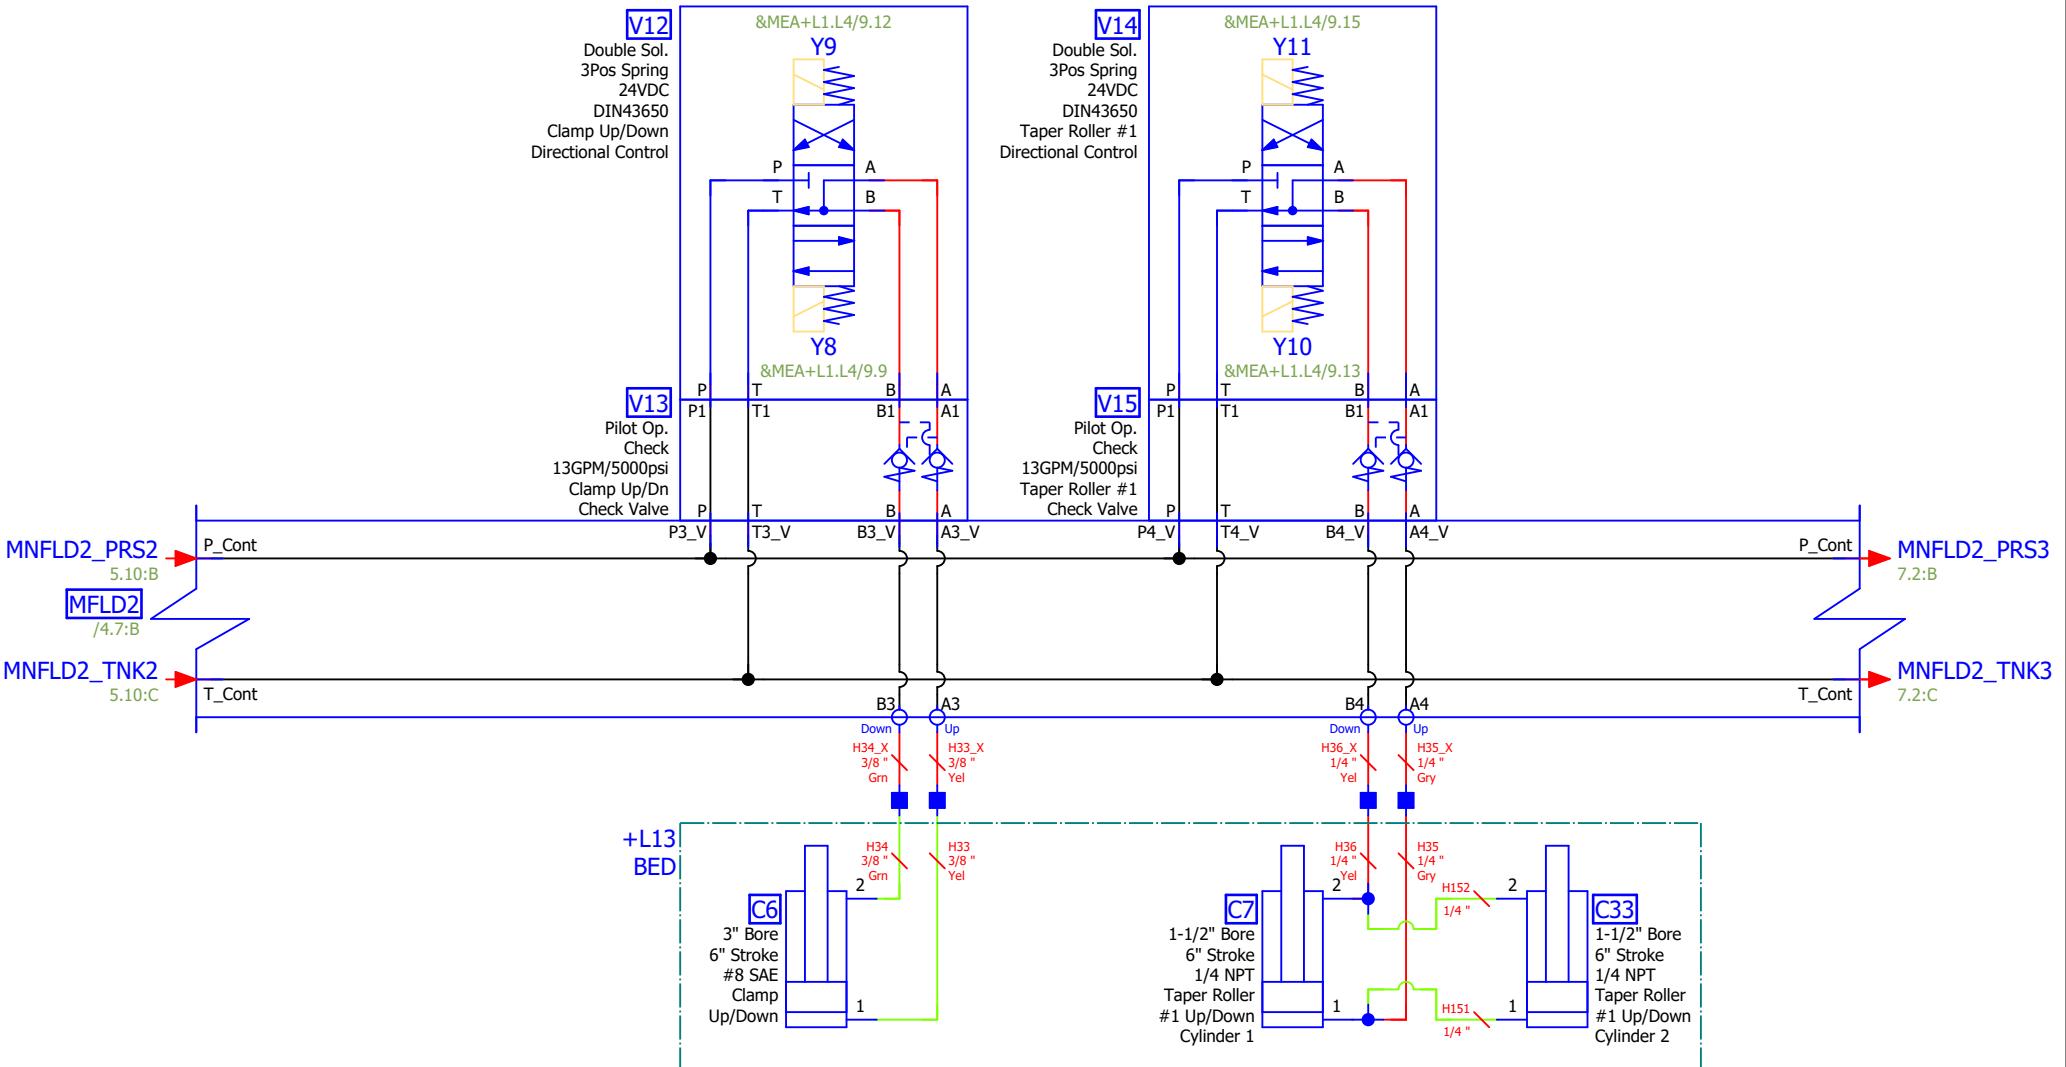 V12
Double Sol.
3Pos Spring
24VDC
DIN43650
Clamp Up/Down
Directional Control
&MEA+L1.L4/9.12
Y9
P
A
T
B
Y8
&MEA+L1.L4/9.9
P
T
B
A
V14
Double Sol.
3Pos Spring
24VDC
DIN43650
Taper Roller #1
Directional Control
&MEA+L1.L4/9.15
Y11
P
A
T
B
Y10
&MEA+L1.L4/9.13
P
T
B
A
V13
Pilot Op.
Check
13GPM/5000psi
Clamp Up/Dn
Check Valve
P1
T1
B1
A1
P
T
B
A
V15
Pilot Op.
Check
13GPM/5000psi
Taper Roller #1
Check Valve
P1
T1
B1
A1
P
T
B
A
P3_V
T3_V
B3_V
A3_V
P4_V
T4_V
B4_V
A4_V
MNFLD2_PRS2
5.10:B
P_Cont
P_Cont
MNFLD2_PRS3
7.2:B
MFLD2
/4.7:B
MNFLD2_TNK2
5.10:C
T_Cont
T_Cont
MNFLD2_TNK3
7.2:C
B3
A3
B4
A4
Down
Up
Down
Up
H34_X
3/8 "
Grn
H33_X
3/8 "
Yel
H36_X
1/4 "
Yel
H35_X
1/4 "
Gry
+L13
BED
H34
3/8 "
Grn
H33
3/8 "
Yel
H36
1/4 "
Yel
H35
1/4 "
Gry
C6
3" Bore
6" Stroke
#8 SAE
Clamp
Up/Down
2
1
C7
1-1/2" Bore
6" Stroke
1/4 NPT
Taper Roller
#1 Up/Down
Cylinder 1
2
1
H152
1/4 "
H151
1/4 "
2
1
C33
1-1/2" Bore
6" Stroke
1/4 NPT
Taper Roller
#1 Up/Down
Cylinder 2